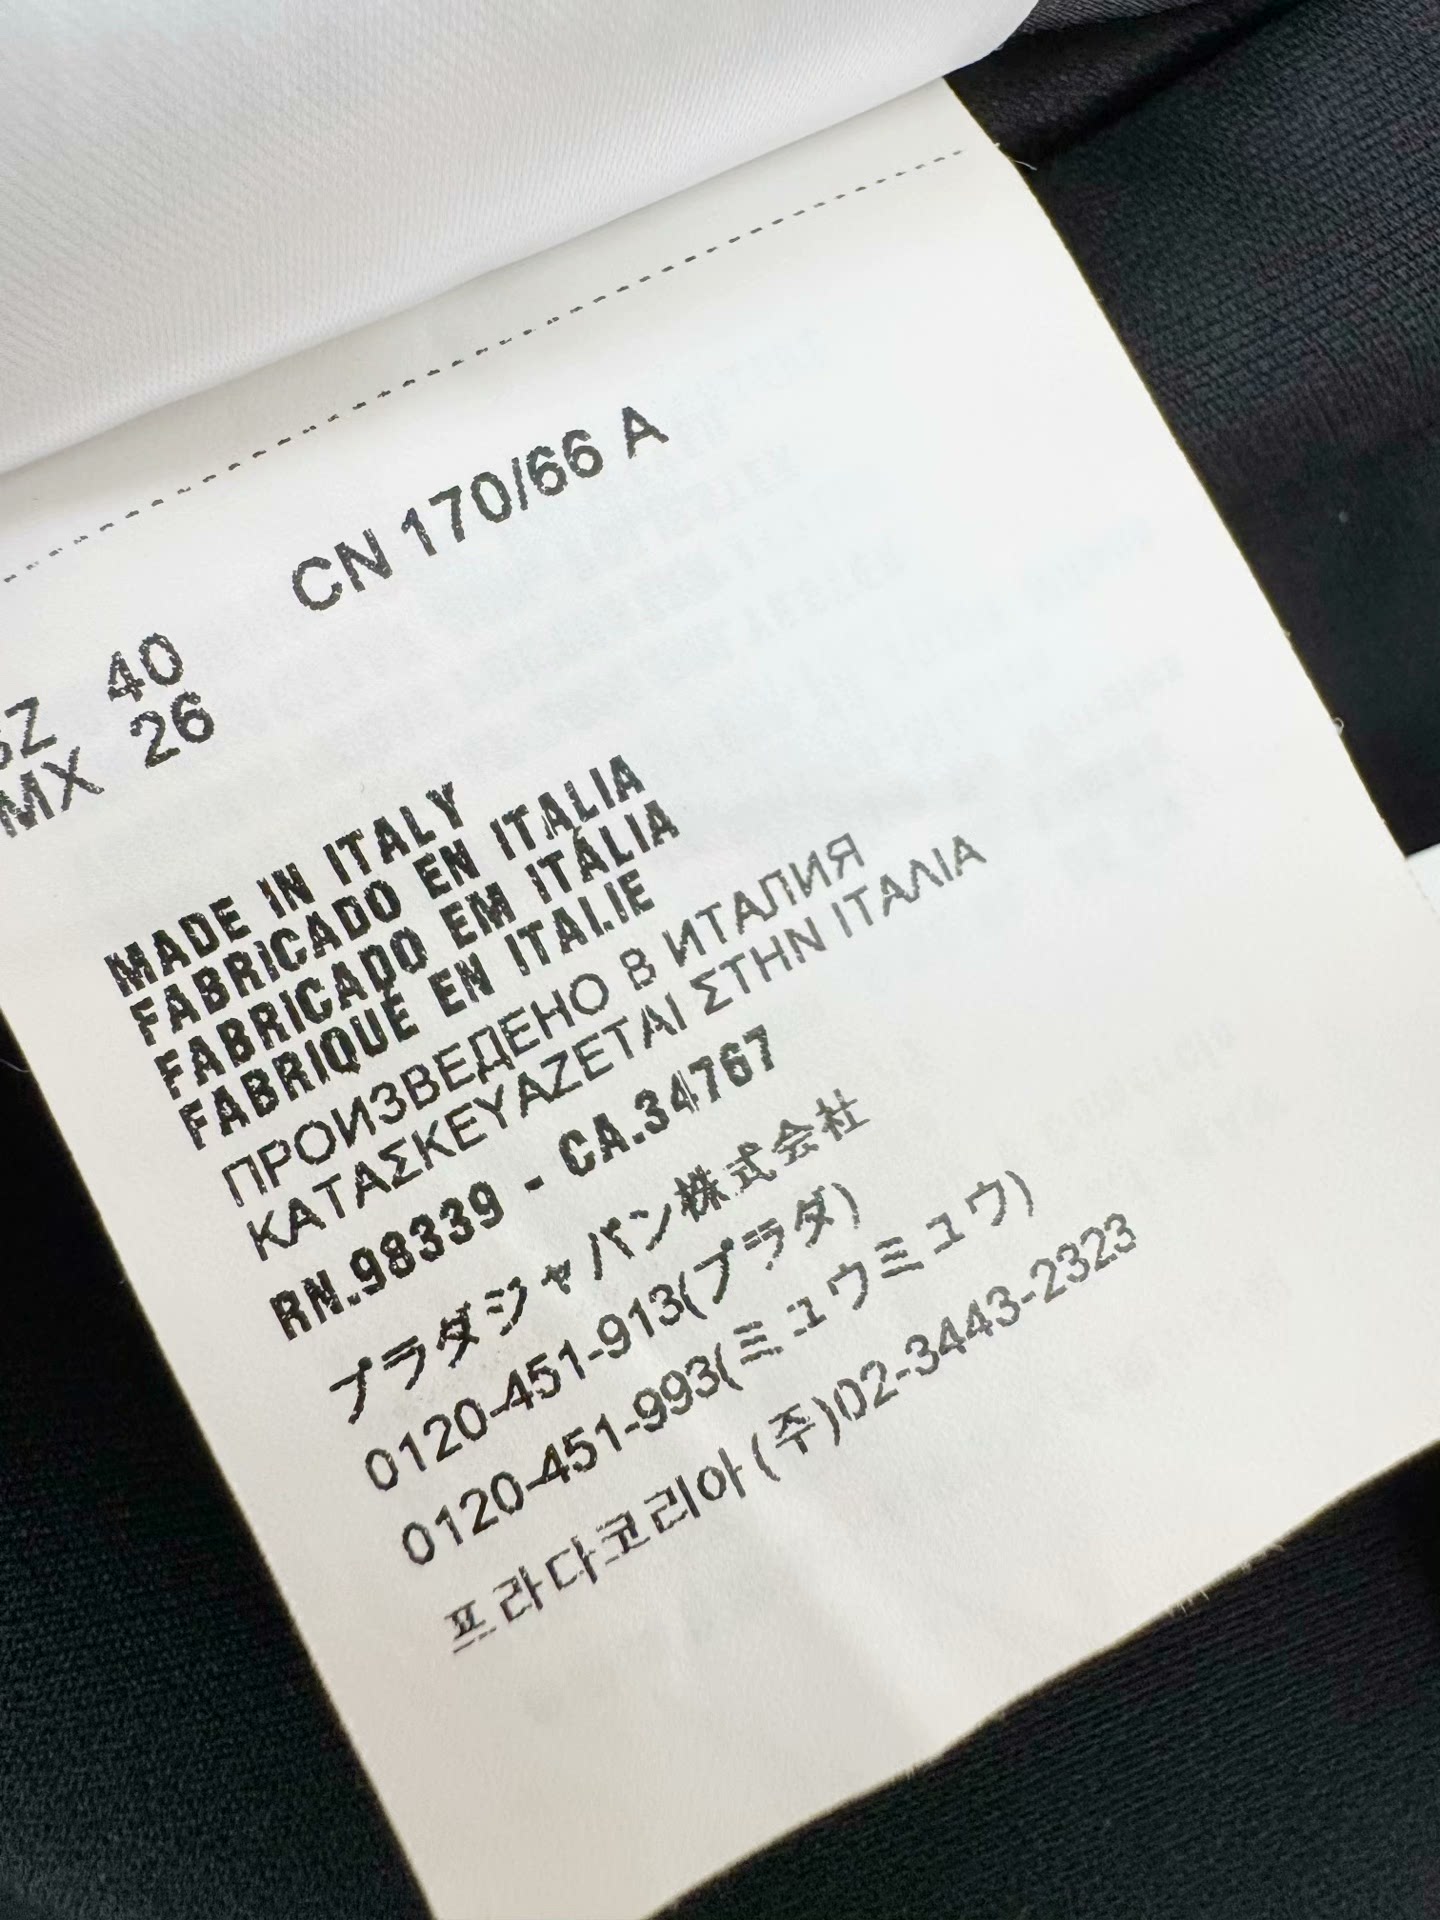 CN 170/66 A
40
MX 26
MADE IN ITALY
FABRICADO EN ITALIA
FABRICADO EM ITÁLIA
FABRIQUÉ EN ITALIE
ПРОИЗВЕДЕНО В ИТАЛИЯ
ΚΑΤΑΣΚΕΥΑΖΕΤΑΙ ΣΤΗΝ ΙΤΑΛΙΑ
RN.98339 - CA.34767
プラダジャパン株式会社
0120-451-913(プラダ)
0120-451-993(ミュウミュウ)
프라다코리아(주)02-3443-2323